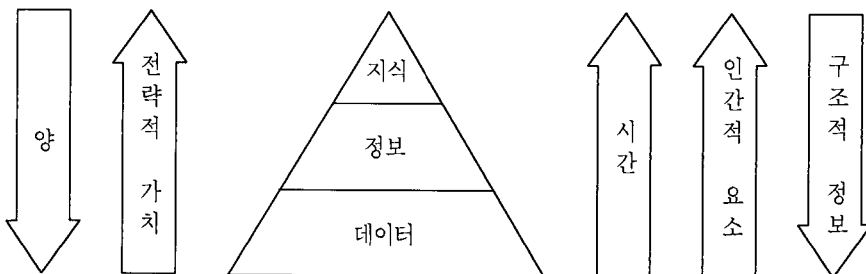 양
전략적 가치
지식
정보
데이터
시간
인간적 요소
구조적 정보